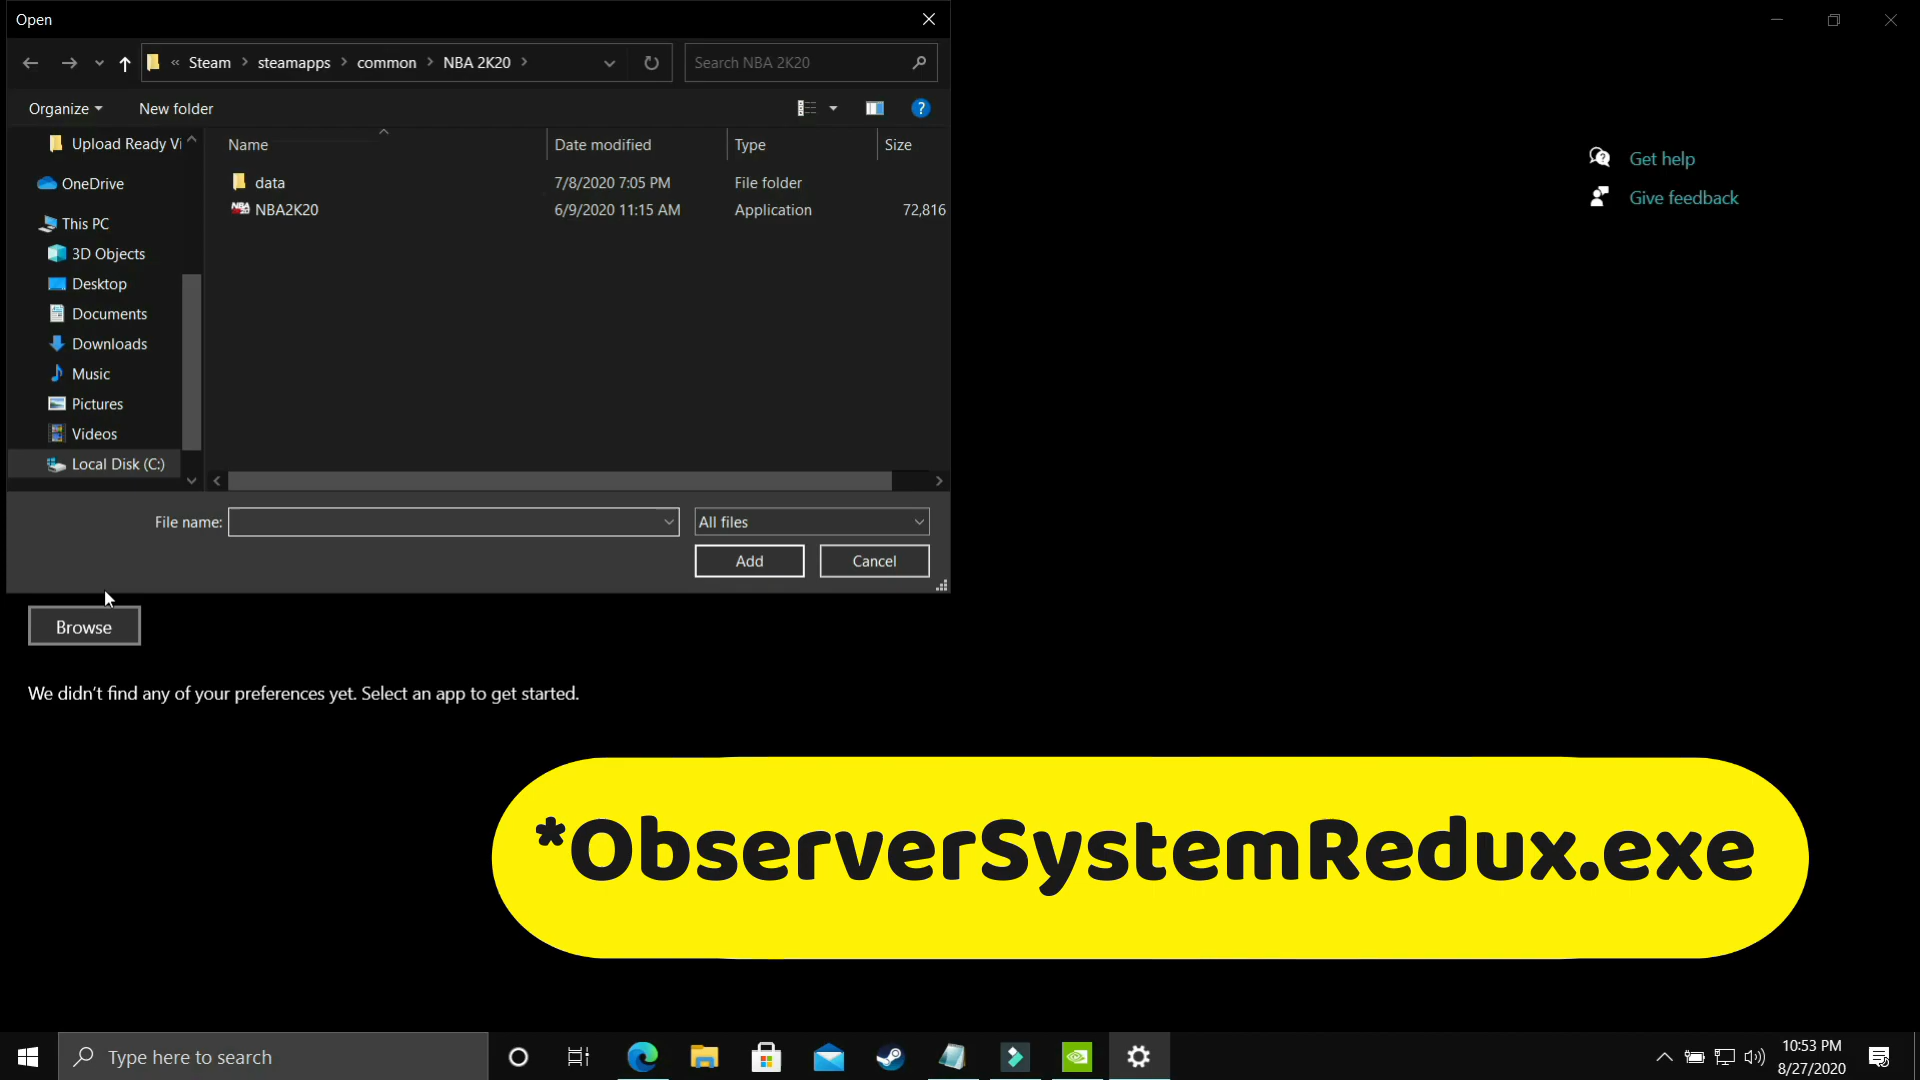 Open
« Steam > steamapps > common > NBA 2K20 >
Search NBA 2K20
Organize
New folder
?
Name
Date modified
Type
Size
data
7/8/2020 7:05 PM
File folder
NBA2K20
6/9/2020 11:15 AM
Application
72,816
Upload Ready Vi
OneDrive
This PC
3D Objects
Desktop
Documents
Downloads
Music
Pictures
Videos
Local Disk (C:)
File name:
All files
Add
Cancel
Get help
Give feedback
Browse
We didn't find any of your preferences yet. Select an app to get started.
*ObserverSystemRedux.exe
Type here to search
10:53 PM
8/27/2020